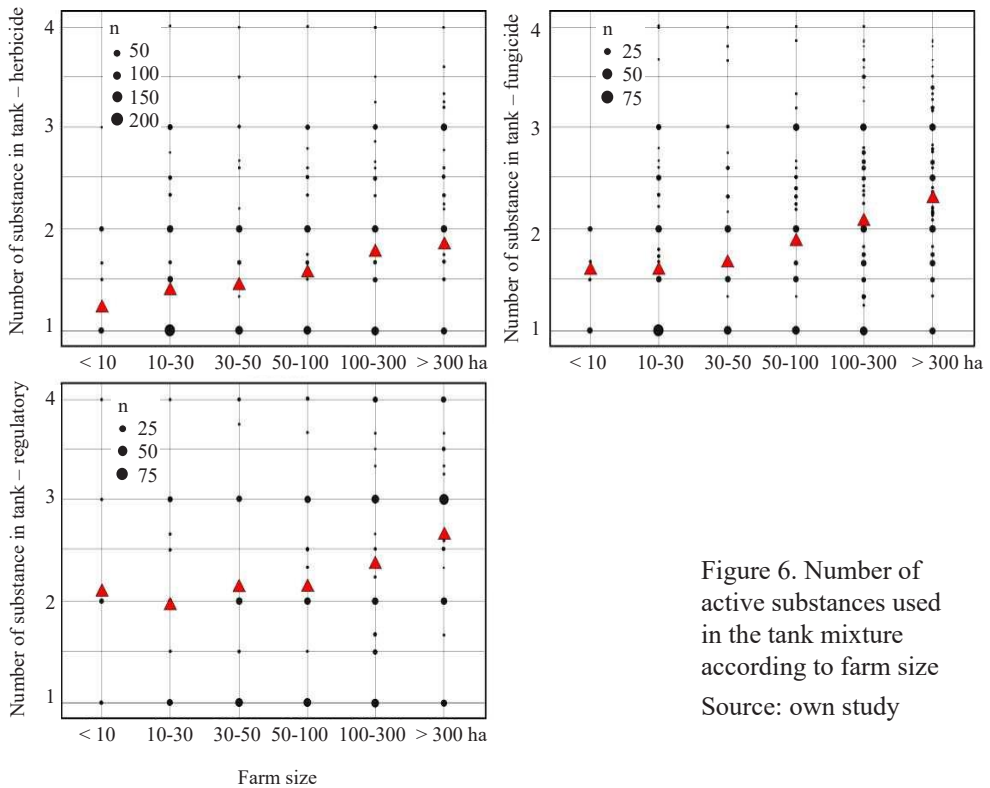 Number of substance in tank – herbicide
4
3
2
1
n
50
100
150
200
< 10 10-30 30-50 50-100 100-300 > 300 ha
Number of substance in tank – fungicide
4
3
2
1
n
25
50
75
< 10 10-30 30-50 50-100 100-300 > 300 ha
Number of substance in tank – regulatory
4
3
2
1
n
25
50
75
< 10 10-30 30-50 50-100 100-300 > 300 ha
Farm size
Figure 6. Number of
active substances used
in the tank mixture
according to farm size
Source: own study